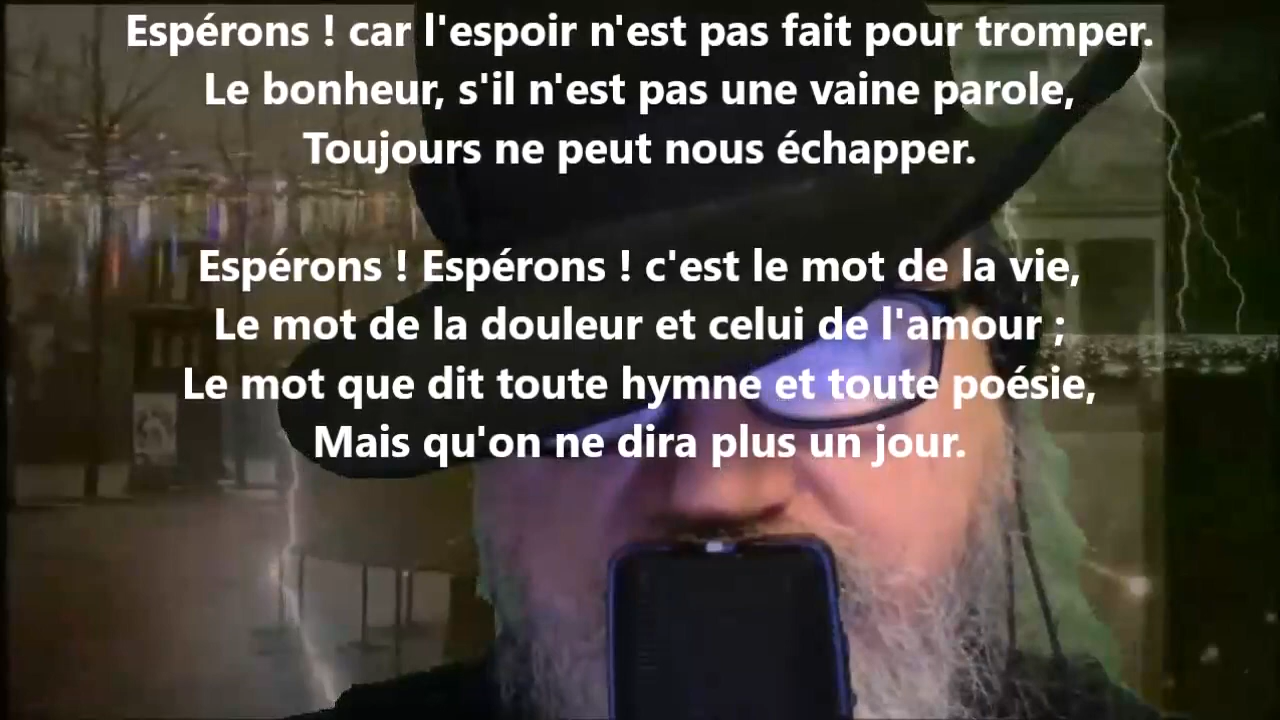 Espérons ! car l'espoir n'est pas fait pour tromper.
Le bonheur, s'il n'est pas une vaine parole,
Toujours ne peut nous échapper.
Espérons ! Espérons ! c'est le mot de la vie,
Le mot de la douleur et celui de l'amour ;
Le mot que dit toute hymne et toute poésie,
Mais qu'on ne dira plus un jour.